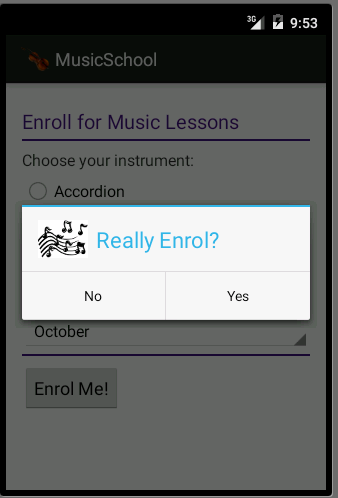 3G 9:53
MusicSchool
Enroll for Music Lessons
Choose your instrument:
Accordion
Really Enrol?
No Yes
October
Enrol Me!